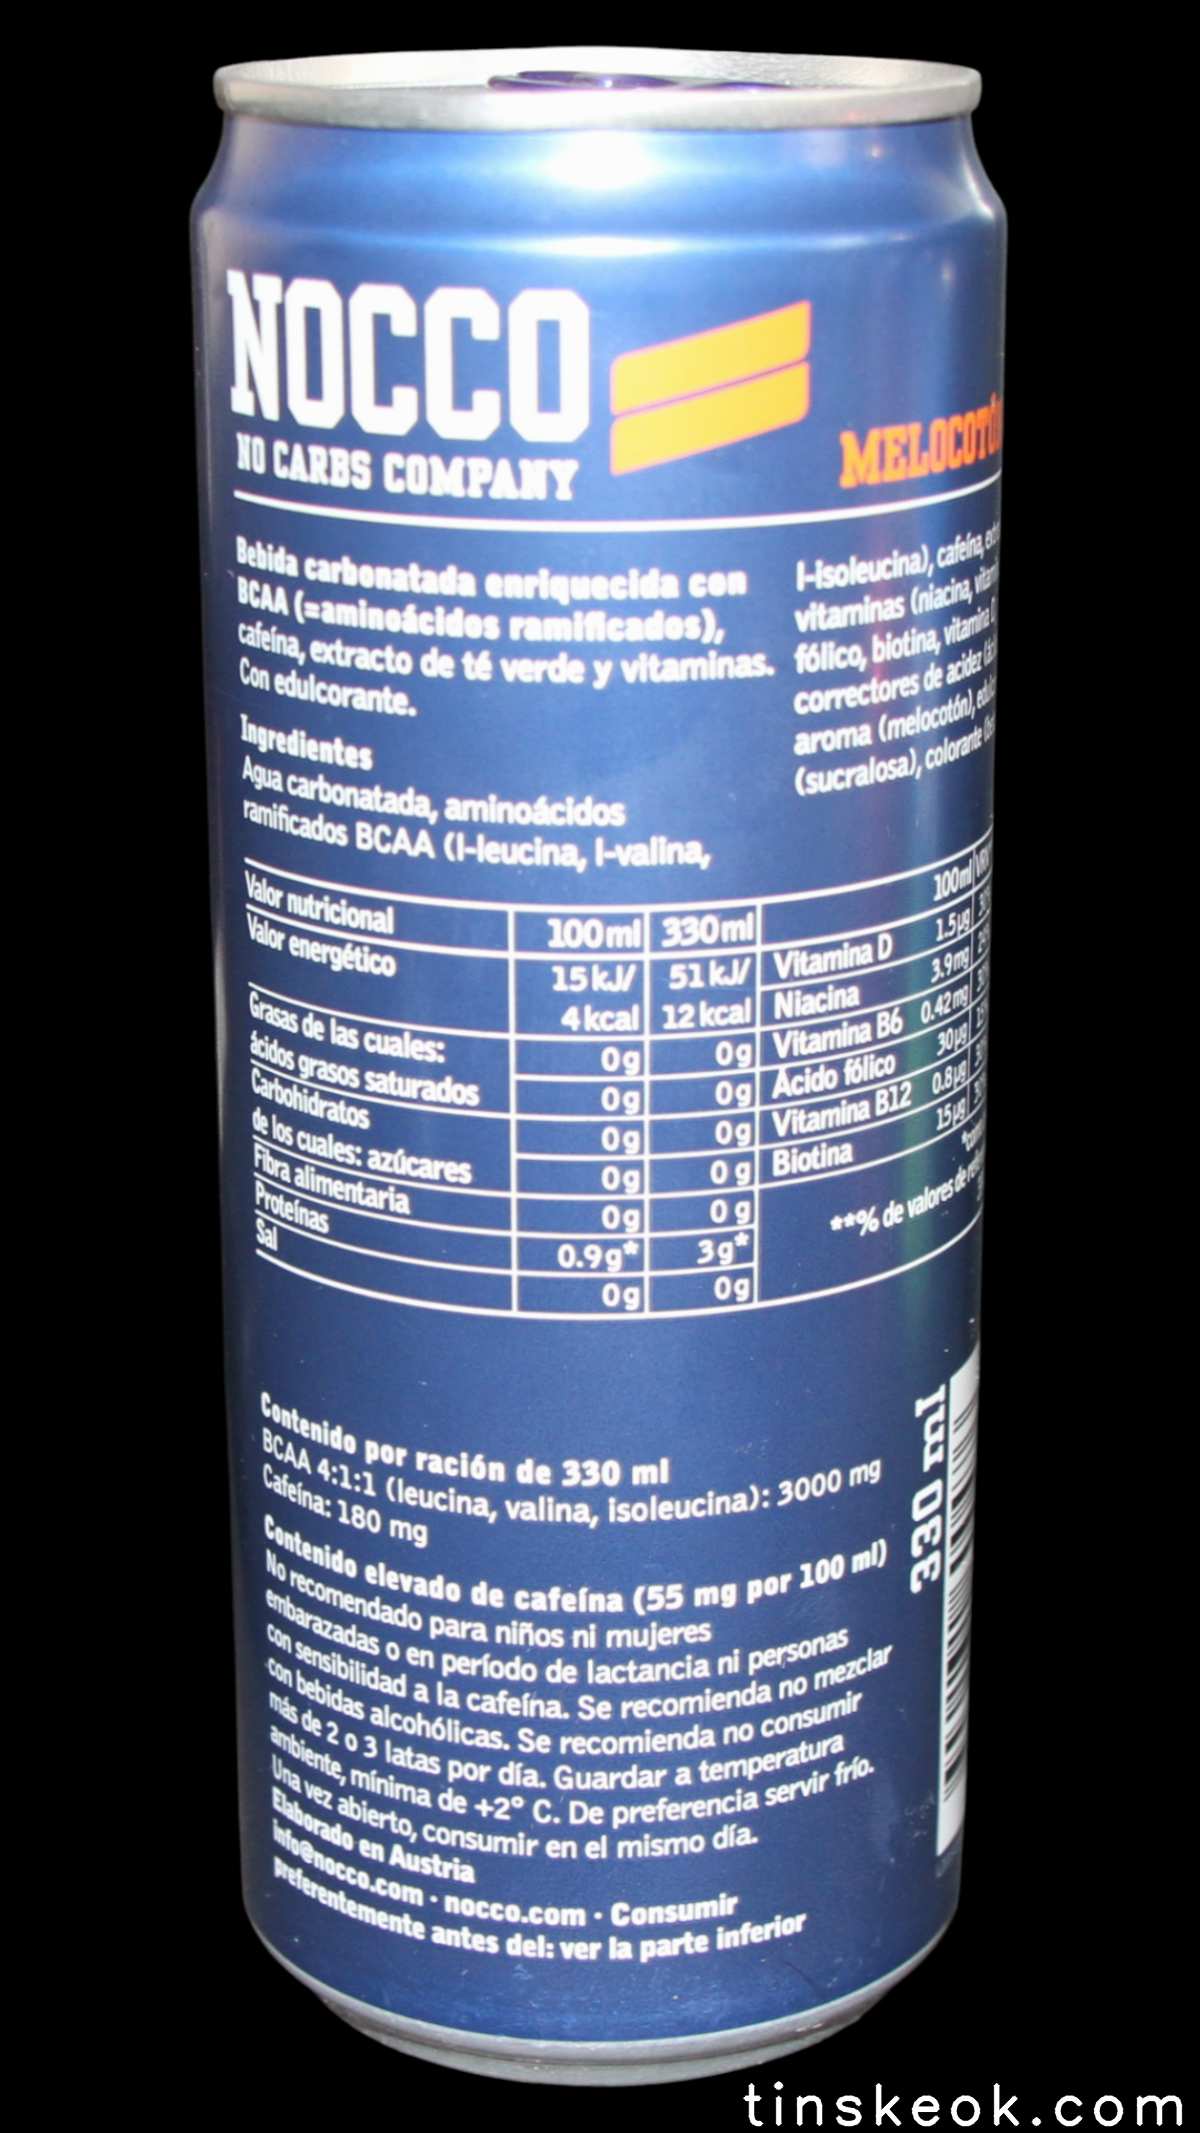 NOCCO
NO CARBS COMPANY
MELOCOTÓN
Bebida carbonatada enriquecida con
BCAA (=aminoácidos ramificados),
cafeína, extracto de té verde y vitaminas.
Con edulcorante.
Ingredientes
Agua carbonatada, aminoácidos
ramificados BCAA (l-leucina, l-valina,
l-isoleucina), cafeína,
vitaminas (niacina,
fólico, biotina, vitamina
correctores de acidez
aroma (melocotón),
(sucralosa), colorante
Valor nutricional 100ml 330ml
Valor energético 15kJ/ 51kJ/
4kcal 12kcal
Grasas de las cuales: 0g 0g
ácidos grasos saturados 0g 0g
Carbohidratos 0g 0g
de los cuales: azúcares 0g 0g
Fibra alimentaria 0g 0g
Proteínas 0.9g* 3g*
Sal 0g 0g
100ml
Vitamina D 1.5µg
Niacina 3.9mg
Vitamina B6 0.42mg
Ácido fólico 30µg
Vitamina B12 0.8µg
Biotina 15µg
**% de valores de
Contenido por ración de 330 ml
BCAA 4:1:1 (leucina, valina, isoleucina): 3000 mg
Cafeína: 180 mg
Contenido elevado de cafeína (55 mg por 100 ml)
No recomendado para niños ni mujeres
embarazadas o en período de lactancia ni personas
con sensibilidad a la cafeína. Se recomienda no mezclar
con bebidas alcohólicas. Se recomienda no consumir
más de 2 o 3 latas por día. Guardar a temperatura
ambiente, mínima de +2° C. De preferencia servir frío.
Una vez abierto, consumir en el mismo día.
Elaborado en Austria
info@nocco.com · nocco.com · Consumir
preferentemente antes del: ver la parte inferior
330 ml
tinskeok.com